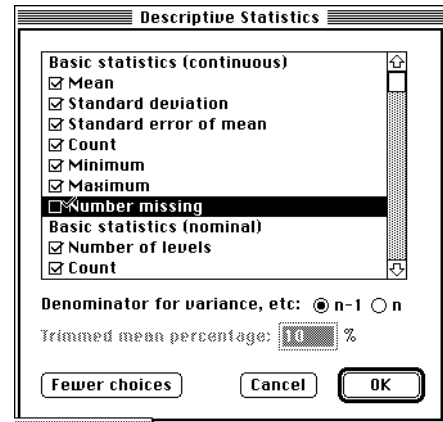 Descriptive Statistics
Basic statistics (continuous)
Mean
Standard deviation
Standard error of mean
Count
Minimum
Maximum
Number missing
Basic statistics (nominal)
Number of levels
Count
Denominator for variance, etc: n-1 n
Trimmed mean percentage: 10 %
Fewer choices Cancel OK